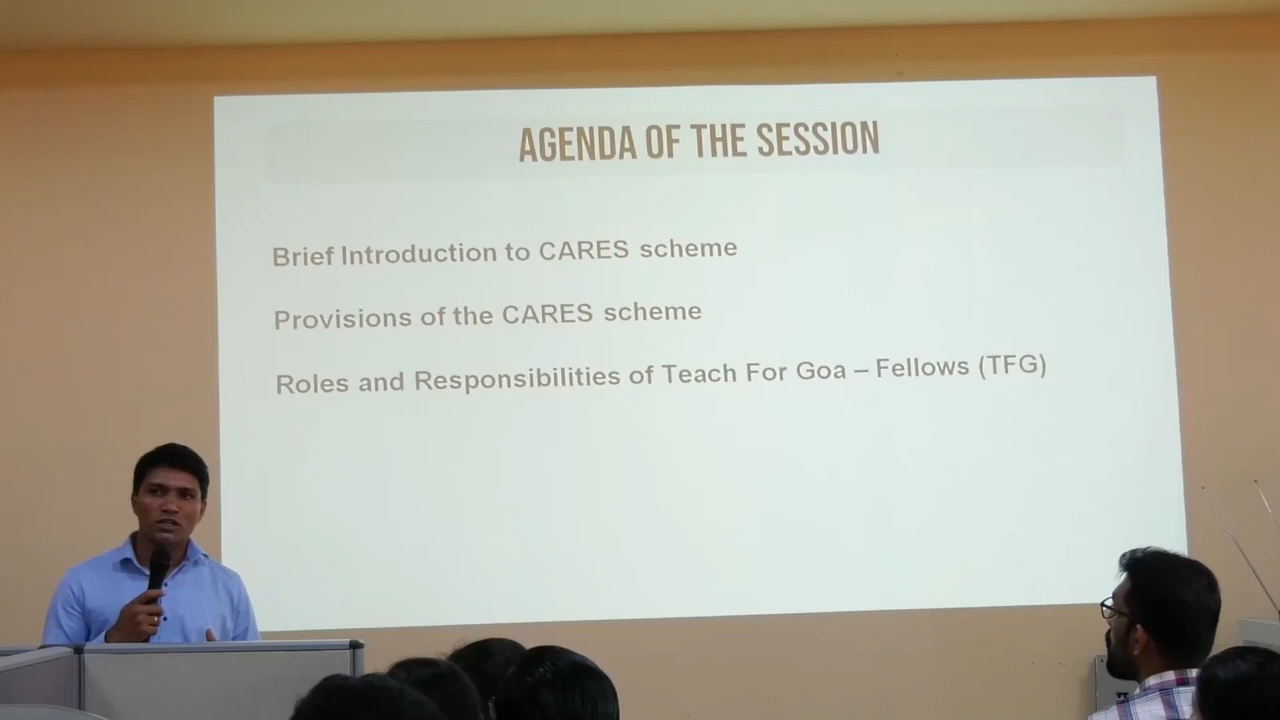 AGENDA OF THE SESSION
Brief Introduction to CARES scheme
Provisions of the CARES scheme
Roles and Responsibilities of Teach For Goa – Fellows (TFG)